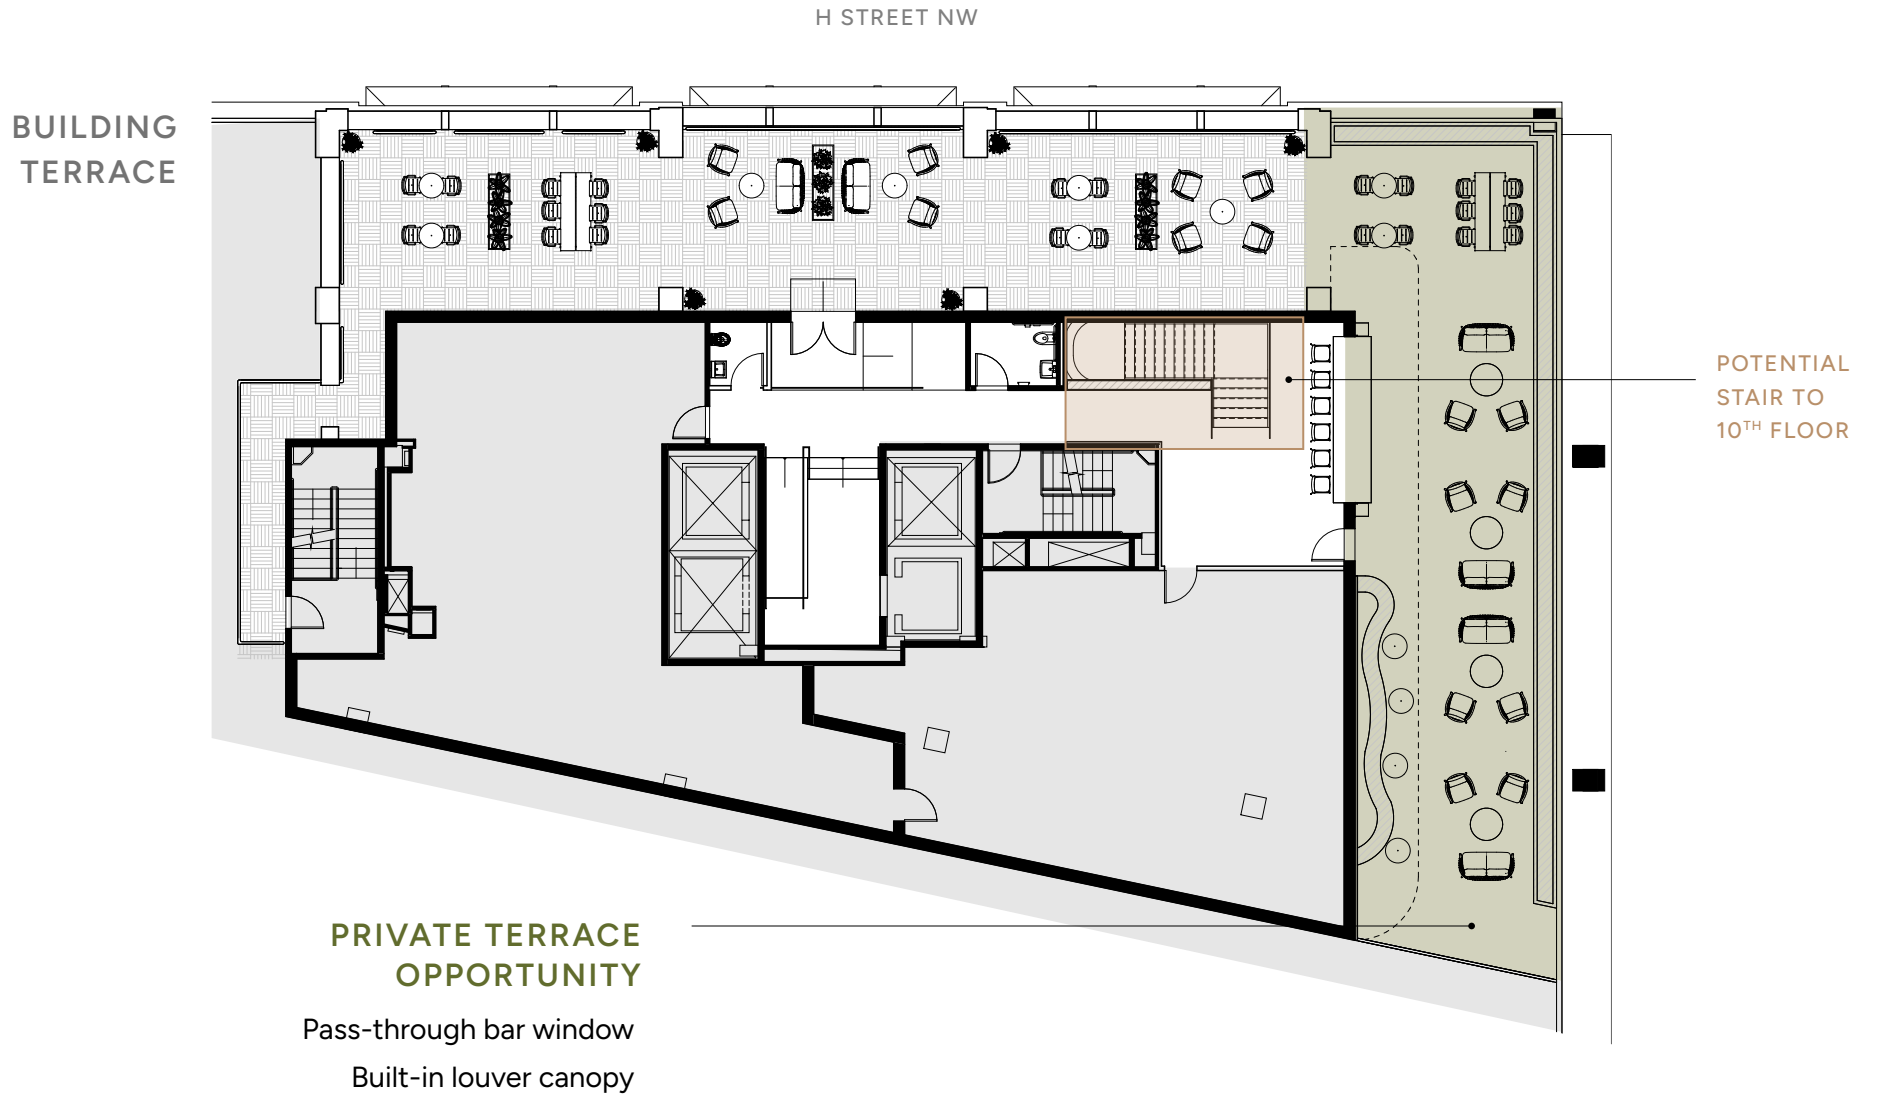 H STREET NW
BUILDING
TERRACE
POTENTIAL
STAIR TO
10TH FLOOR
PRIVATE TERRACE
OPPORTUNITY
Pass-through bar window
Built-in louver canopy